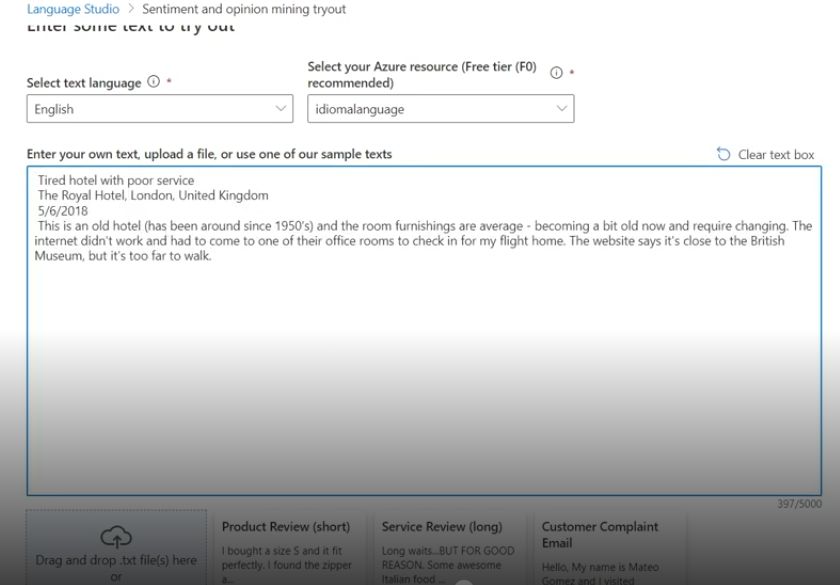 Language Studio > Sentiment and opinion mining tryout
Enter some text to try out
Select your Azure resource (Free tier (F0)
Select text language *
recommended) *
English
idiomalanguage
Enter your own text, upload a file, or use one of our sample texts
Clear text box
Tired hotel with poor service
The Royal Hotel, London, United Kingdom
5/6/2018
This is an old hotel (has been around since 1950's) and the room furnishings are average - becoming a bit old now and require changing. The
internet didn't work and had to come to one of their office rooms to check in for my flight home. The website says it's close to the British
Museum, but it's too far to walk.
397/5000
Drag and drop .txt file(s) here
or
Product Review (short)
I bought a size S and it fit
perfectly. I found the zipper
a...
Service Review (long)
Long waits...BUT FOR GOOD
REASON. Some awesome
Italian food ...
Customer Complaint
Email
Hello, My name is Mateo
Gomez and I visited